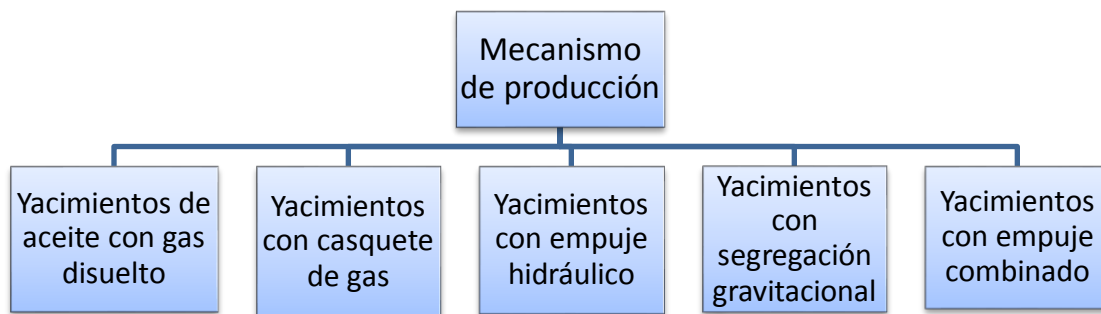 Mecanismo
de producción
Yacimientos de
aceite con gas
disuelto
Yacimientos
con casquete
de gas
Yacimientos
con empuje
hidráulico
Yacimientos
con
segregación
gravitacional
Yacimientos
con empuje
combinado